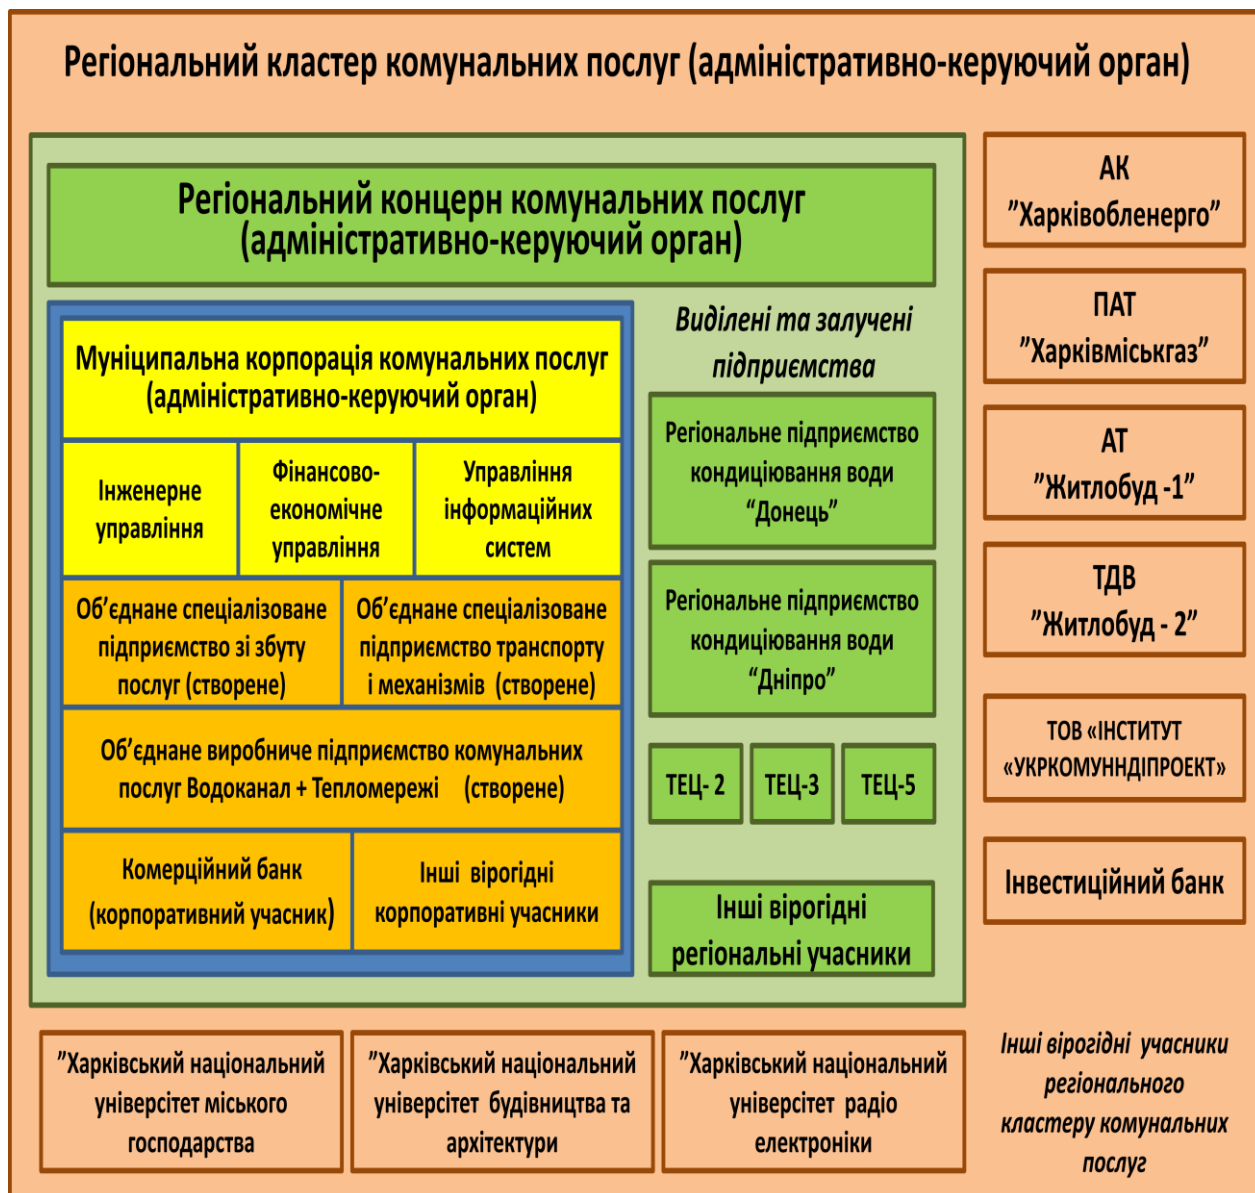 Регіональний кластер комунальних послуг (адміністративно-керуючий орган)
Регіональний концерн комунальних послуг
(адміністративно-керуючий орган)
Муніципальна корпорація комунальних послуг
(адміністративно-керуючий орган)
Інженерне
управління
Фінансово-
економічне
управління
Управління
інформаційних
систем
Об’єднане спеціалізоване
підприємство зі збуту
послуг (створене)
Об’єднане спеціалізоване
підприємство транспорту
і механізмів (створене)
Об’єднане виробниче підприємство комунальних
послуг Водоканал + Тепломережі (створене)
Комерційний банк
(корпоративний учасник)
Інші вірогідні
корпоративні учасники
Виділені та залучені
підприємства
Регіональне підприємство
кондиціювання води
“Донець”
Регіональне підприємство
кондиціювання води
“Дніпро”
ТЕЦ- 2
ТЕЦ-3
ТЕЦ-5
Інші вірогідні
регіональні учасники
АК
”Харківобленерго”
ПАТ
”Харківміськгаз”
АТ
”Житлобуд -1”
ТДВ
”Житлобуд - 2”
ТОВ «ІНСТИТУТ
«УКРКОМУННДІПРОЕКТ»
Інвестиційний банк
”Харківський національний
універсітет міського
господарства
”Харківський національний
універсітет будівництва та
архітектури
”Харківський національний
універсітет радіо
електроніки
Інші вірогідні учасники
регіонального
кластеру комунальних
послуг